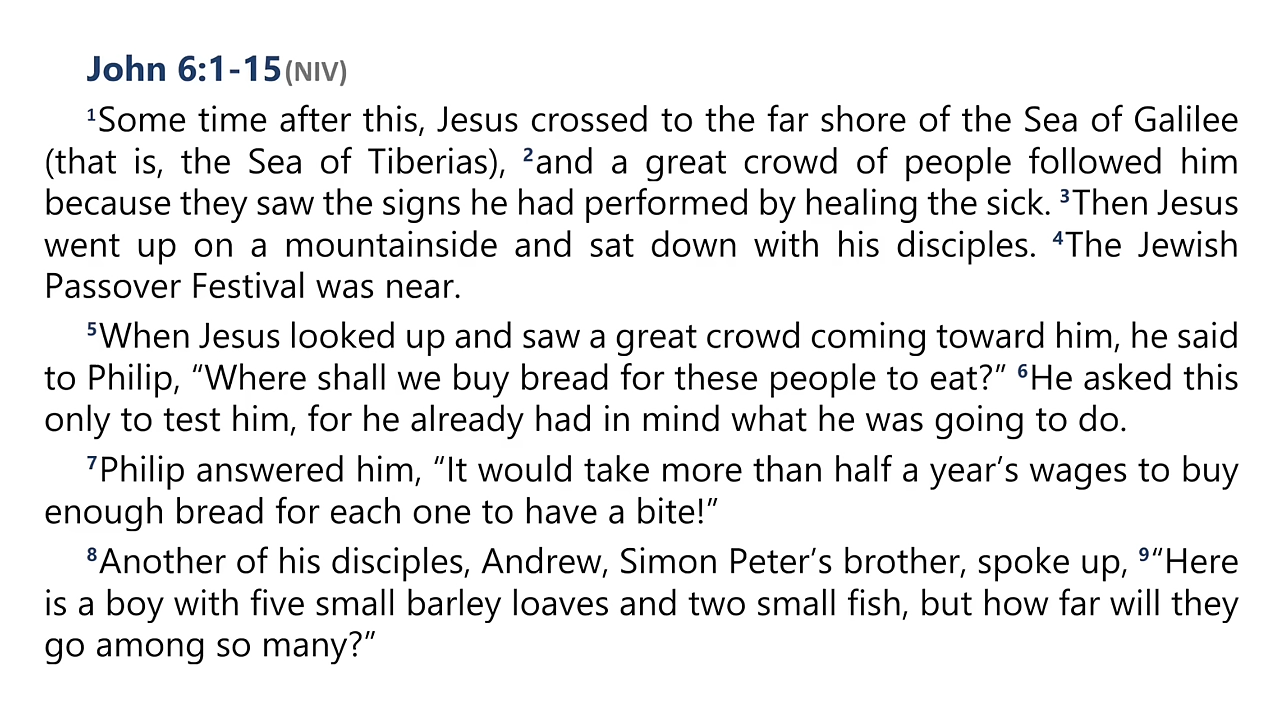 John 6:1-15(NIV)
¹Some time after this, Jesus crossed to the far shore of the Sea of Galilee
(that is, the Sea of Tiberias), ²and a great crowd of people followed him
because they saw the signs he had performed by healing the sick. ³Then Jesus
went up on a mountainside and sat down with his disciples. ⁴The Jewish
Passover Festival was near.
⁵When Jesus looked up and saw a great crowd coming toward him, he said
to Philip, “Where shall we buy bread for these people to eat?” ⁶He asked this
only to test him, for he already had in mind what he was going to do.
⁷Philip answered him, “It would take more than half a year’s wages to buy
enough bread for each one to have a bite!”
⁸Another of his disciples, Andrew, Simon Peter’s brother, spoke up, ⁹“Here
is a boy with five small barley loaves and two small fish, but how far will they
go among so many?”